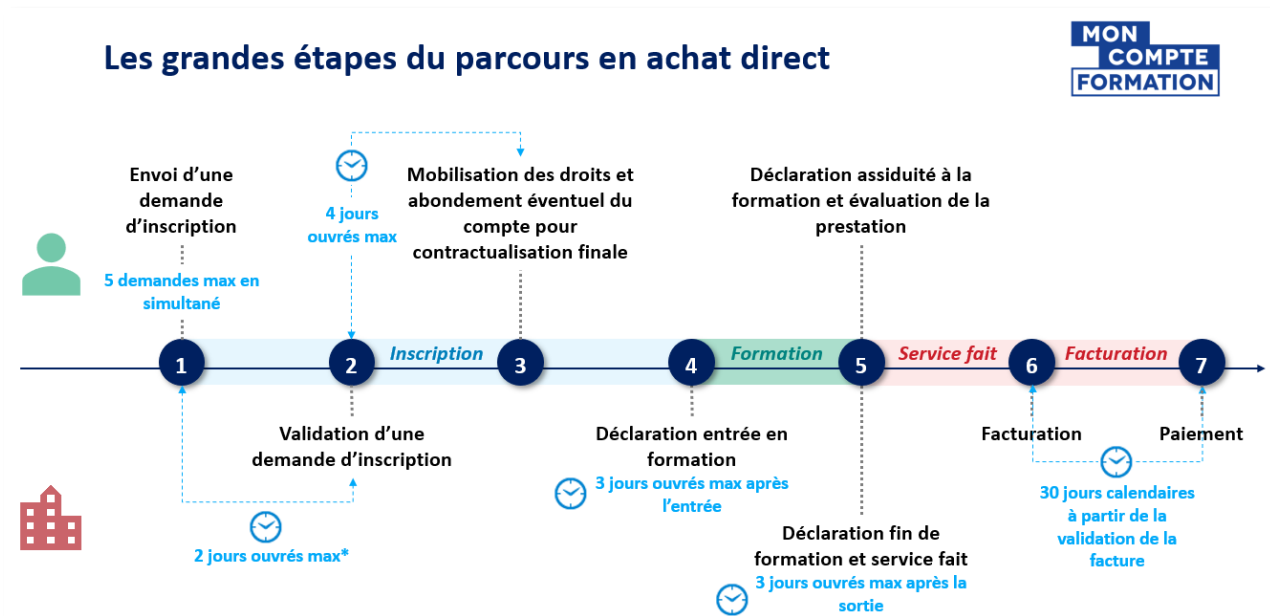 Les grandes étapes du parcours en achat direct
MON
COMPTE
FORMATION
Envoi d’une
demande
d’inscription
5 demandes max en
simultané
4 jours
ouvrés max
Mobilisation des droits et
abondement éventuel du
compte pour
contractualisation finale
Déclaration assiduité à la
formation et évaluation de la
prestation
1
2
Inscription
3
4
Formation
5
Service fait
6
Facturation
7
Validation d’une
demande d’inscription
2 jours ouvrés max*
Déclaration entrée en
formation
3 jours ouvrés max après
l’entrée
Déclaration fin de
formation et service fait
3 jours ouvrés max après la
sortie
Facturation
Paiement
30 jours calendaires
à partir de la
validation de la
facture